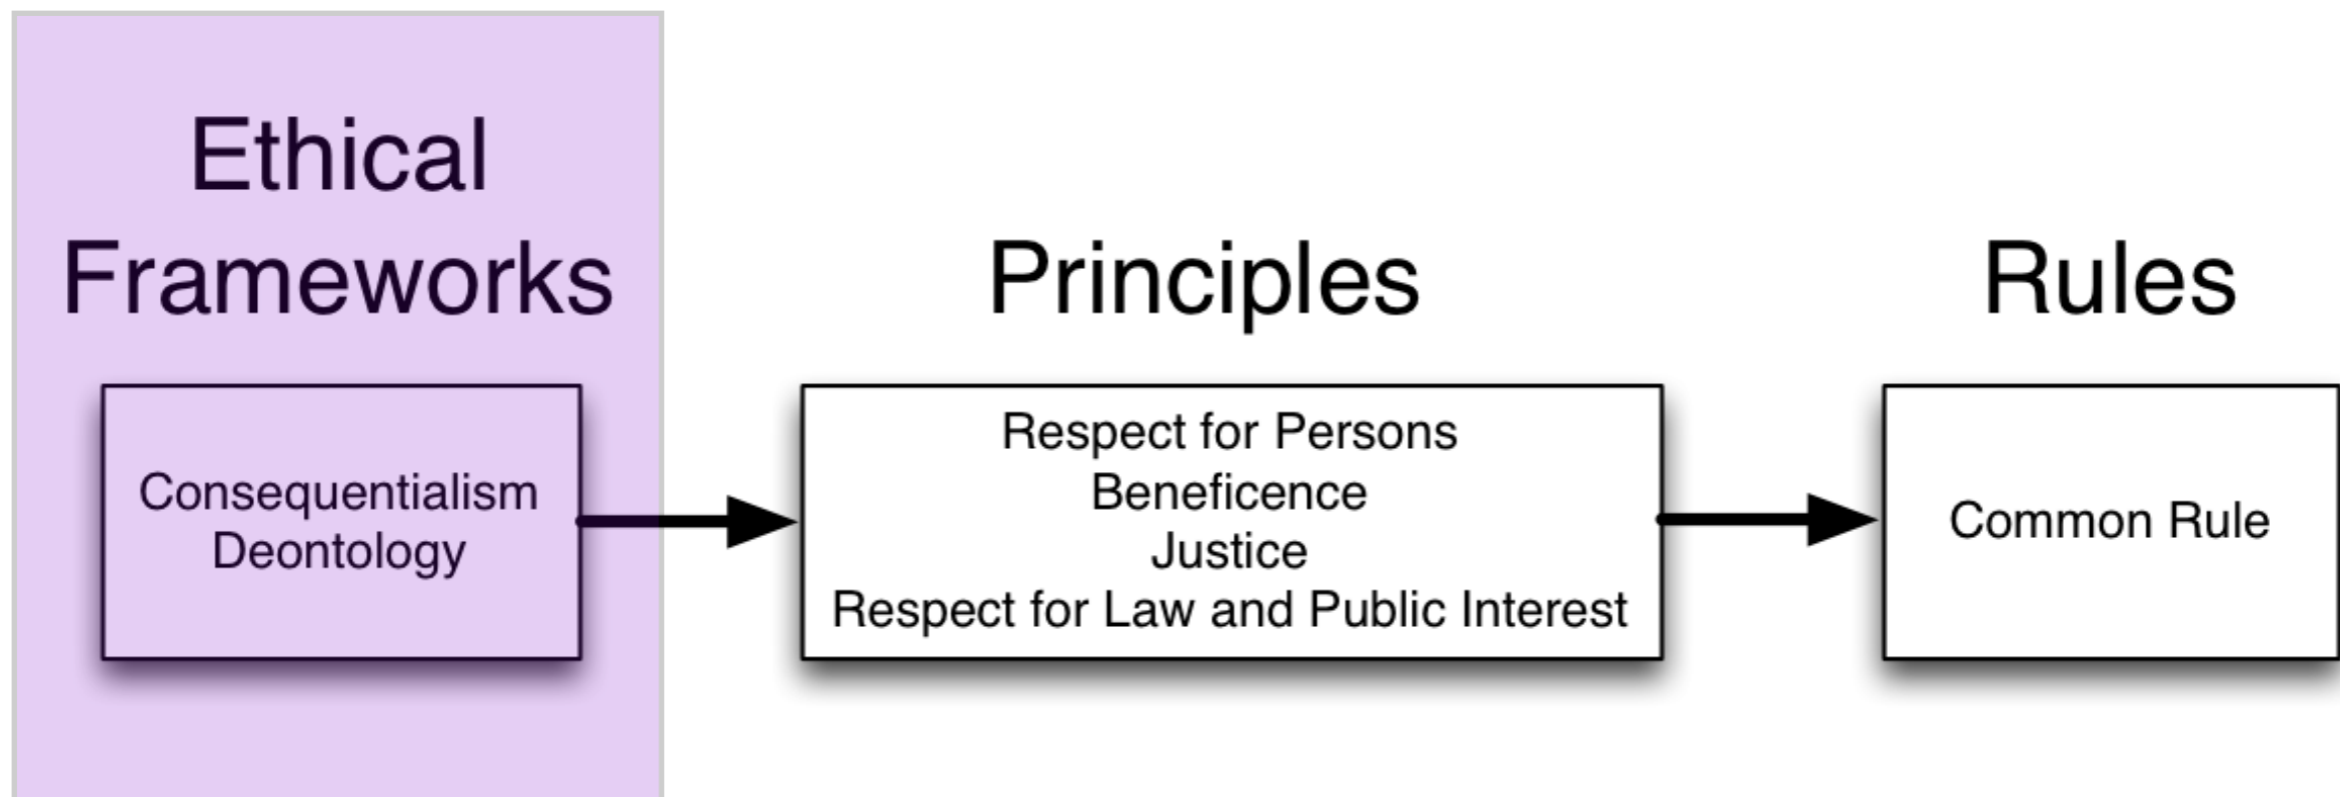 Ethical
Frameworks
Consequentialism
Deontology
Principles
Respect for Persons
Beneficence
Justice
Respect for Law and Public Interest
Rules
Common Rule